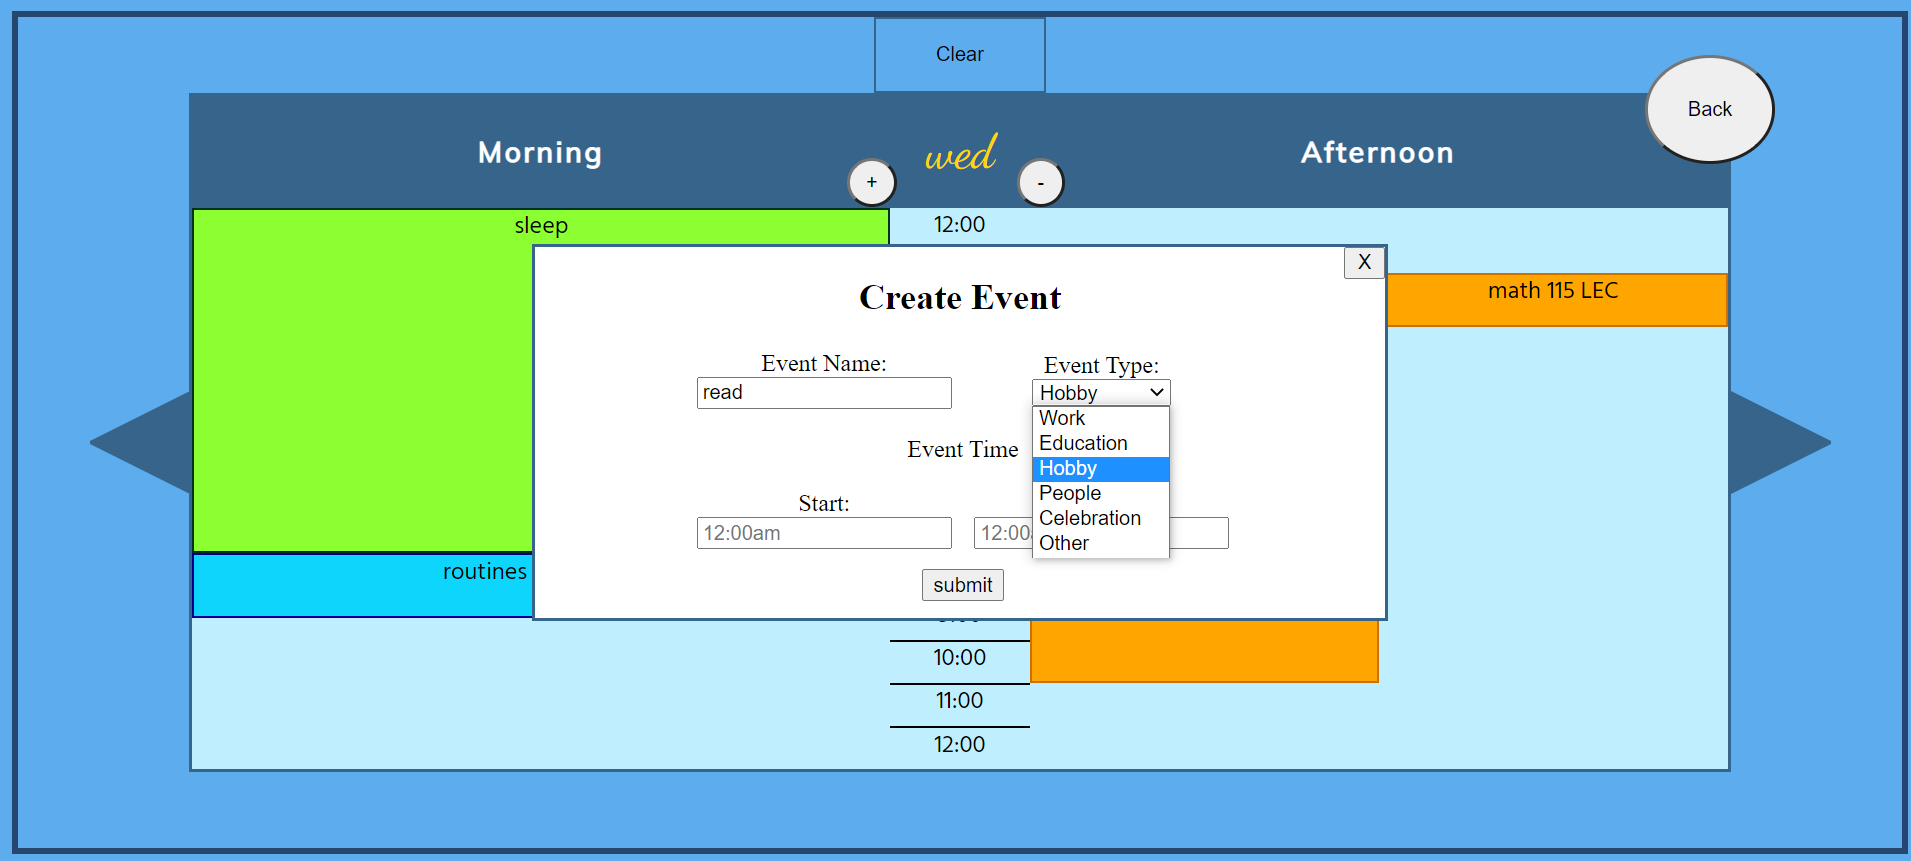 Clear
Back
Morning
wed
Afternoon
+
-
sleep
12:00
X
math 115 LEC
Create Event
Event Name:
Event Type:
read
Hobby
Work
Education
Hobby
People
Celebration
Other
Event Time
Start:
12:00am
12:00
submit
routines
10:00
11:00
12:00